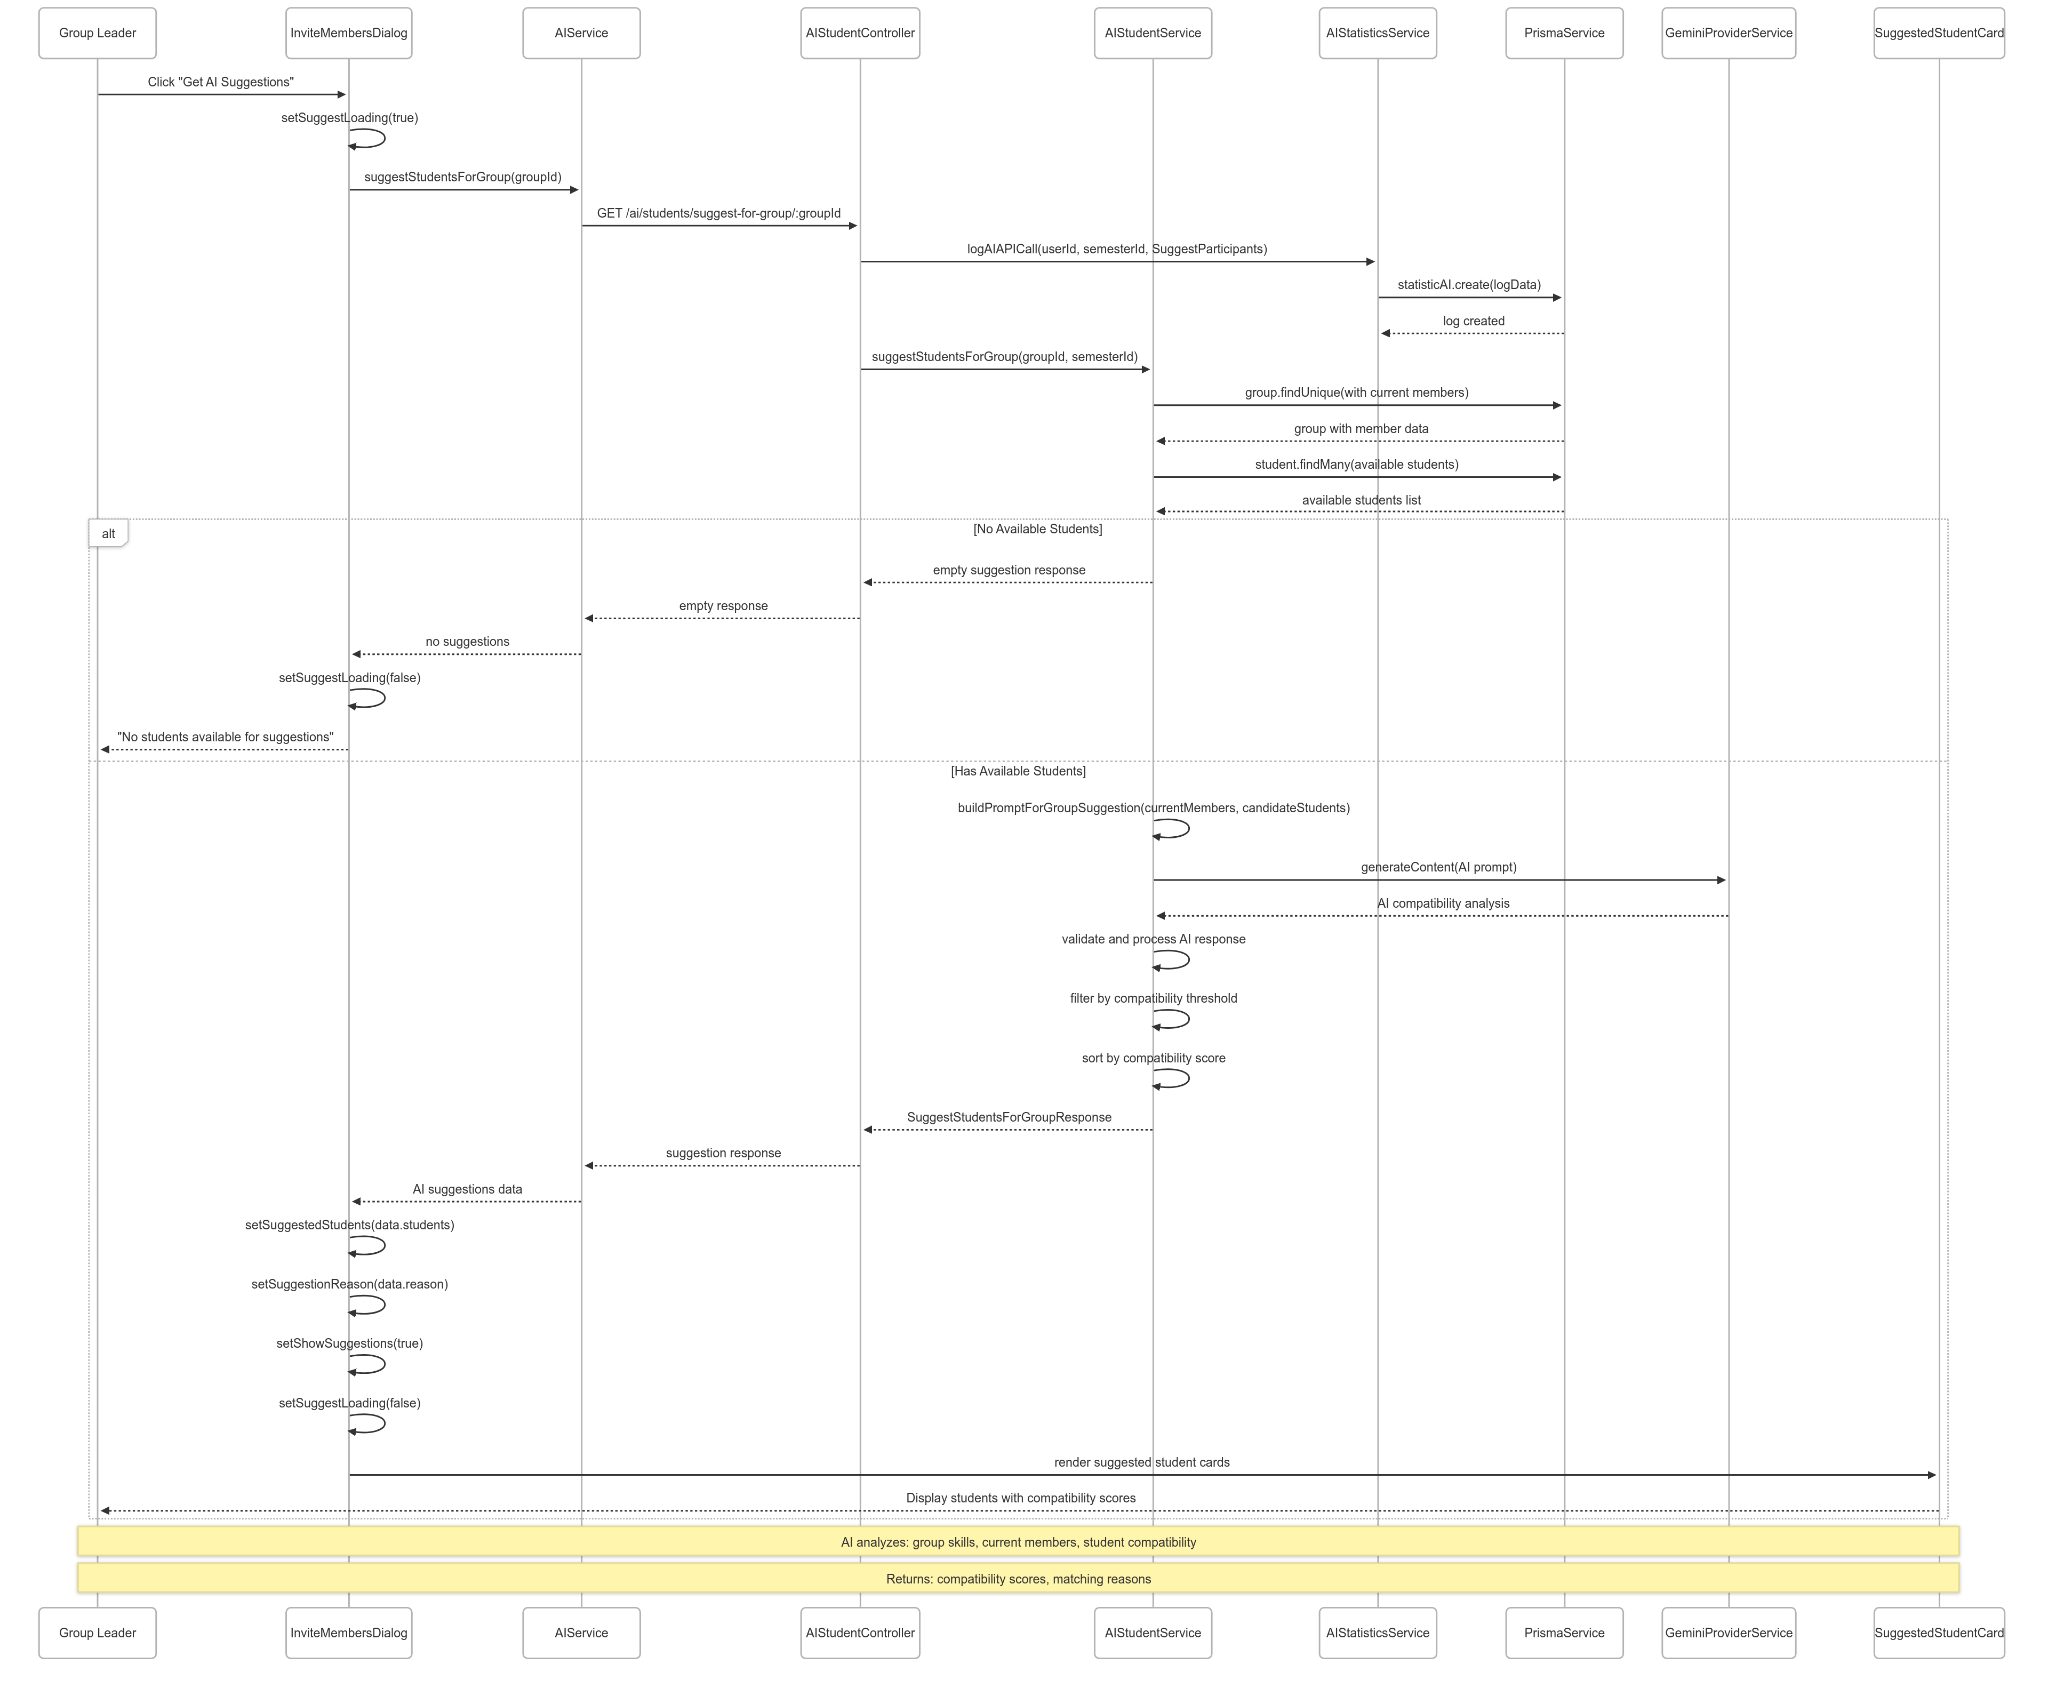 Group Leader
InviteMembersDialog
AIService
AIStudentController
AIStudentService
AIStatisticsService
PrismaService
GeminiProviderService
SuggestedStudentCard
Click "Get AI Suggestions"
setSuggestLoading(true)
suggestStudentsForGroup(groupId)
GET /ai/students/suggest-for-group/:groupId
logAIAPICall(userId, semesterId, SuggestParticipants)
statisticAI.create(logData)
log created
suggestStudentsForGroup(groupId, semesterId)
group.findUnique(with current members)
group with member data
student.findMany(available students)
available students list
alt
[No Available Students]
empty suggestion response
empty response
no suggestions
setSuggestLoading(false)
"No students available for suggestions"
[Has Available Students]
buildPromptForGroupSuggestion(currentMembers, candidateStudents)
generateContent(AI prompt)
AI compatibility analysis
validate and process AI response
filter by compatibility threshold
sort by compatibility score
SuggestStudentsForGroupResponse
suggestion response
AI suggestions data
setSuggestedStudents(data.students)
setSuggestionReason(data.reason)
setShowSuggestions(true)
setSuggestLoading(false)
render suggested student cards
Display students with compatibility scores
AI analyzes: group skills, current members, student compatibility
Returns: compatibility scores, matching reasons
Group Leader
InviteMembersDialog
AIService
AIStudentController
AIStudentService
AIStatisticsService
PrismaService
GeminiProviderService
SuggestedStudentCard